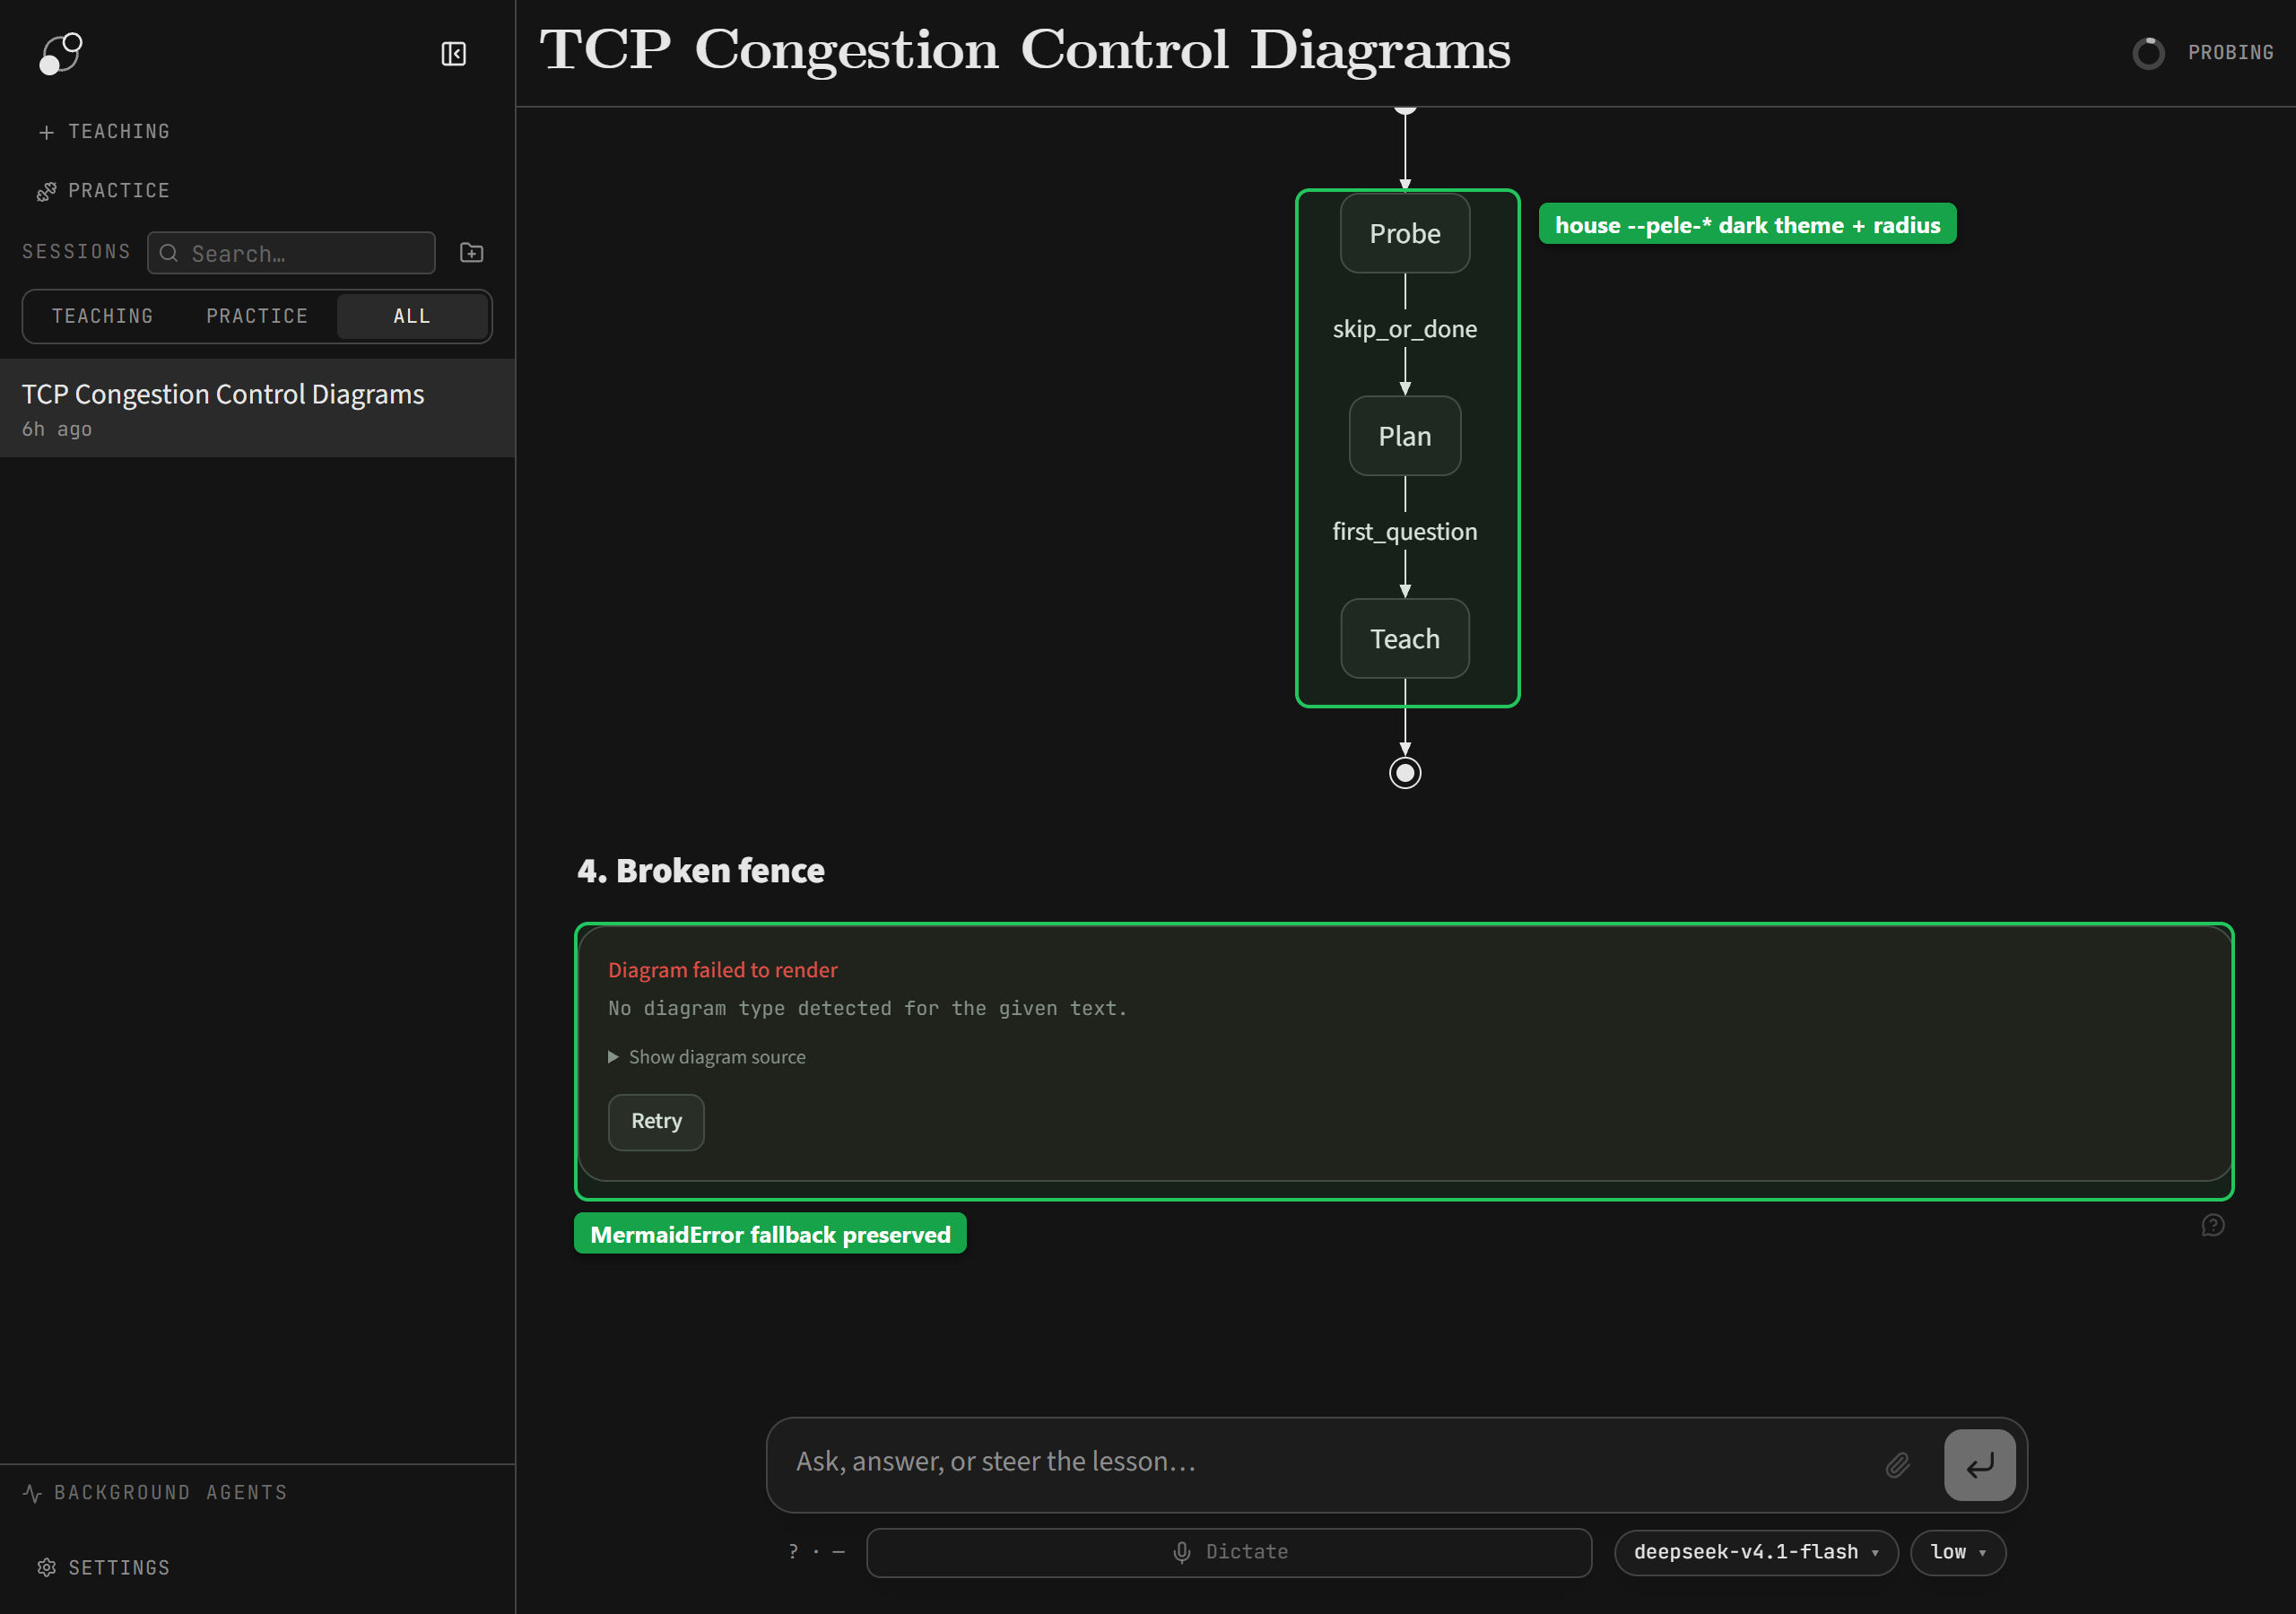 TCP Congestion Control Diagrams
PROBING
TEACHING
PRACTICE
SESSIONS
Search…
TEACHING PRACTICE ALL
TCP Congestion Control Diagrams
6h ago
Probe
house --pele-* dark theme + radius
skip_or_done
Plan
first_question
Teach
4. Broken fence
Diagram failed to render
No diagram type detected for the given text.
Show diagram source
Retry
MermaidError fallback preserved
Ask, answer, or steer the lesson…
? · —
Dictate
deepseek-v4.1-flash
low
BACKGROUND AGENTS
SETTINGS